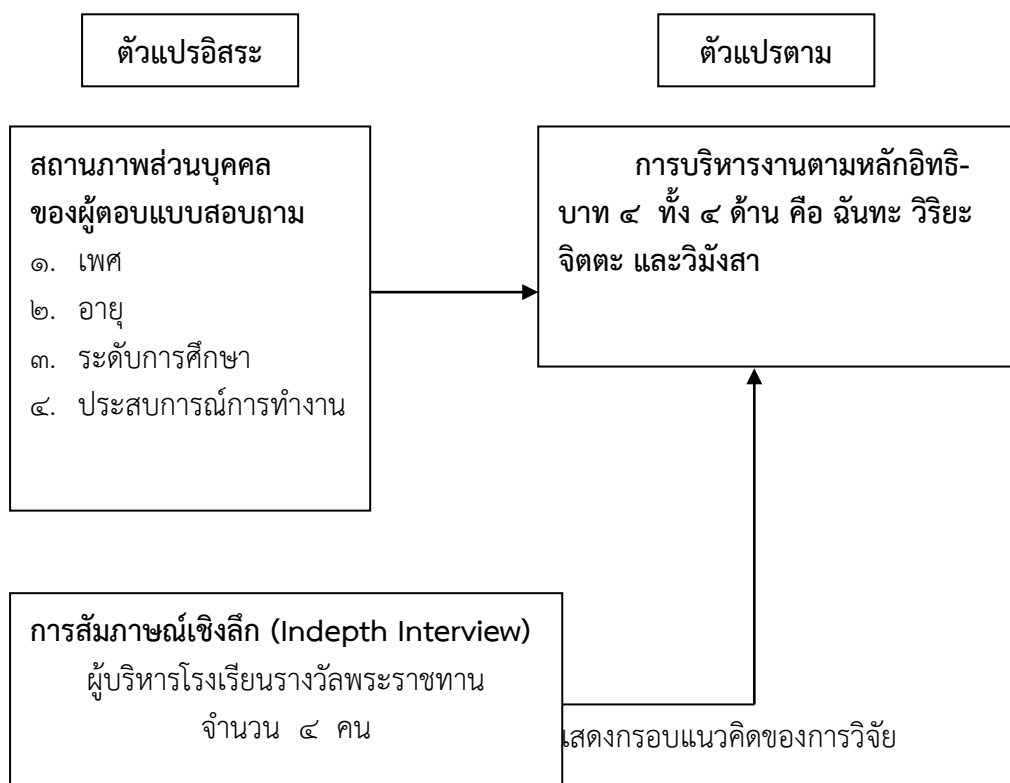 ตัวแปรอิสระ
ตัวแปรตาม
สถานภาพส่วนบุคคล
ของผู้ตอบแบบสอบถาม
๑. เพศ
๒. อายุ
๓. ระดับการศึกษา
๔. ประสบการณ์การทำงาน
การบริหารงานตามหลักอิทธิ-
บาท ๔ ทั้ง ๔ ด้าน คือ ฉันทะ วิริยะ
จิตตะ และวิมังสา
การสัมภาษณ์เชิงลึก (Indepth Interview)
ผู้บริหารโรงเรียนรางวัลพระราชทาน
จำนวน ๔ คน
แสดงกรอบแนวคิดของการวิจัย